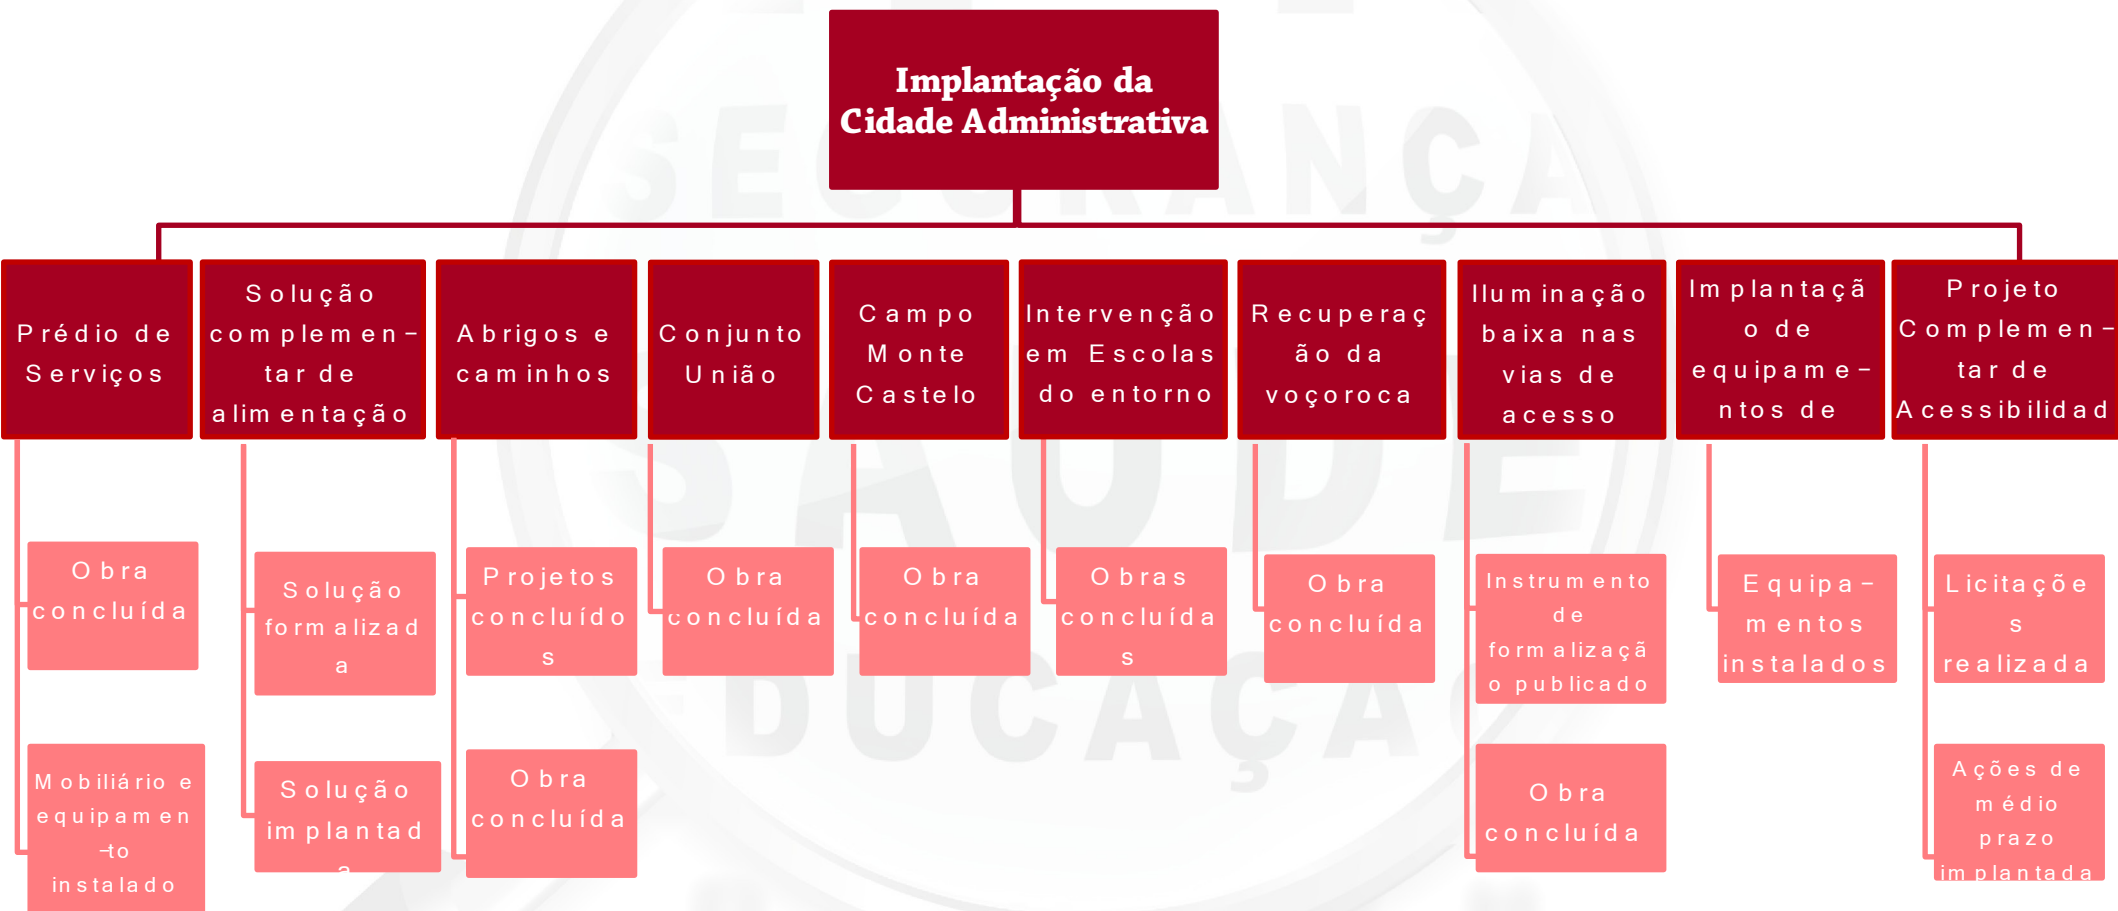 Implantação da
Cidade Administrativa
Prédio de
Serviços
Solução
complemen-
tar de
alimentação
Abrigos e
caminhos
Conjunto
União
Campo
Monte
Castelo
Intervenção
em Escolas
do entorno
Recuperaç
ão da
voçoroca
Iluminação
baixa nas
vias de
acesso
Implantaçã
o de
equipame-
ntos de
Projeto
Complemen-
tar de
Acessibilidad
Obra
concluída
Mobiliário e
equipamen
-to
instalado
Solução
formalizad
a
Solução
implantad
a
Projetos
concluído
s
Obra
concluída
Obra
concluída
Obra
concluída
Obras
concluída
s
Obra
concluída
Instrumento
de
formalizaçã
o publicado
Obra
concluída
Equipa-
mentos
instalados
Licitaçõe
s
realizada
Ações de
médio
prazo
implantada
SEGURANÇA
SAÚDE
EDUCAÇÃO